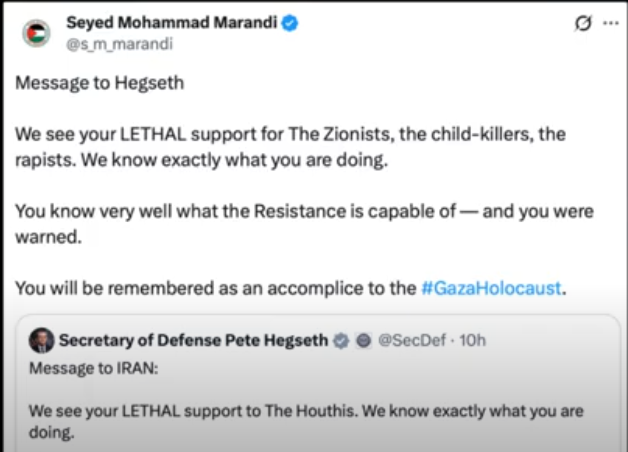 Seyed Mohammad Marandi
@s_m_marandi
Message to Hegseth
We see your LETHAL support for The Zionists, the child-killers, the
rapists. We know exactly what you are doing.
You know very well what the Resistance is capable of — and you were
warned.
You will be remembered as an accomplice to the #GazaHolocaust.
Secretary of Defense Pete Hegseth @SecDef · 10h
Message to IRAN:
We see your LETHAL support to The Houthis. We know exactly what you are
doing.